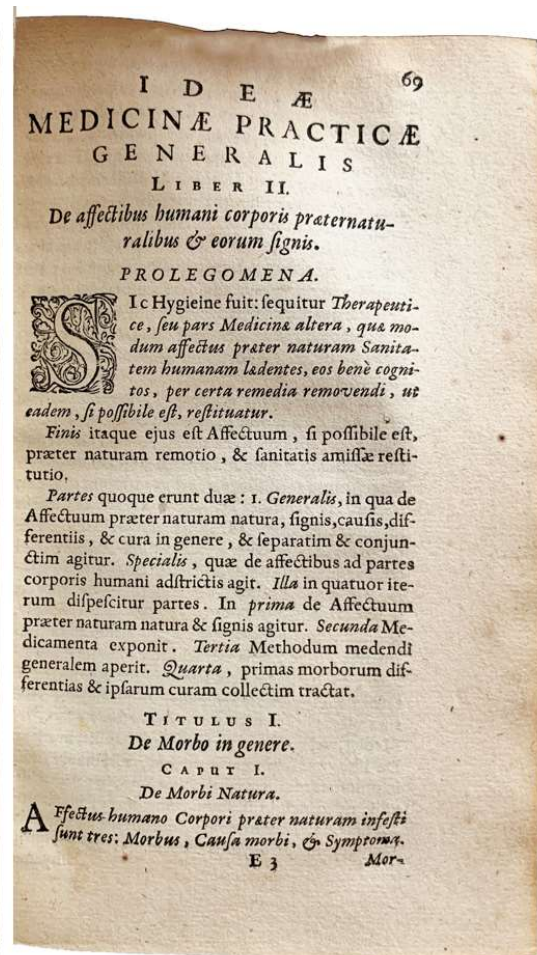 69
IDEÆ
MEDICINÆ PRACTICÆ
GENERALIS
LIBER II.
De affectibus humani corporis præternatu-
ralibus & eorum ſignis.
PROLEGOMENA.
SIc Hygieine fuit: ſequitur Therapeuti-
ce, ſeu pars Medicinæ altera, quæ mo-
dum affectus præter naturam Sanita-
tem humanam lædentes, eos benè cogni-
tos, per certa remedia removendi, ut
eadem, ſi poſſibile eſt, reſtituatur.
Finis itaque ejus eſt Affectuum, ſi poſſibile eſt,
præter naturam remotio, & ſanitatis amiſſæ reſti-
tutio.
Partes quoque erunt duæ: 1. Generalis, in qua de
Affectuum præter naturam natura, ſignis, cauſis, dif-
ferentiis, & cura in genere, & ſeparatim & conjun-
ctim agitur. Specialis, quæ de affectibus ad partes
corporis humani adſtrictis agit. Illa in quatuor ite-
rum diſpeſcitur partes. In prima de Affectuum
præter naturam natura & ſignis agitur. Secunda Me-
dicamenta exponit. Tertia Methodum medendi
generalem aperit. Quarta, primas morborum dif-
ferentias & ipſarum curam collectim tractat.
TITULUS I.
De Morbo in genere.
CAPUT I.
De Morbi Natura.
AFfectus humano Corpori præter naturam infeſti
ſunt tres: Morbus, Cauſa morbi, & Symptoma.
E 3 Mor-